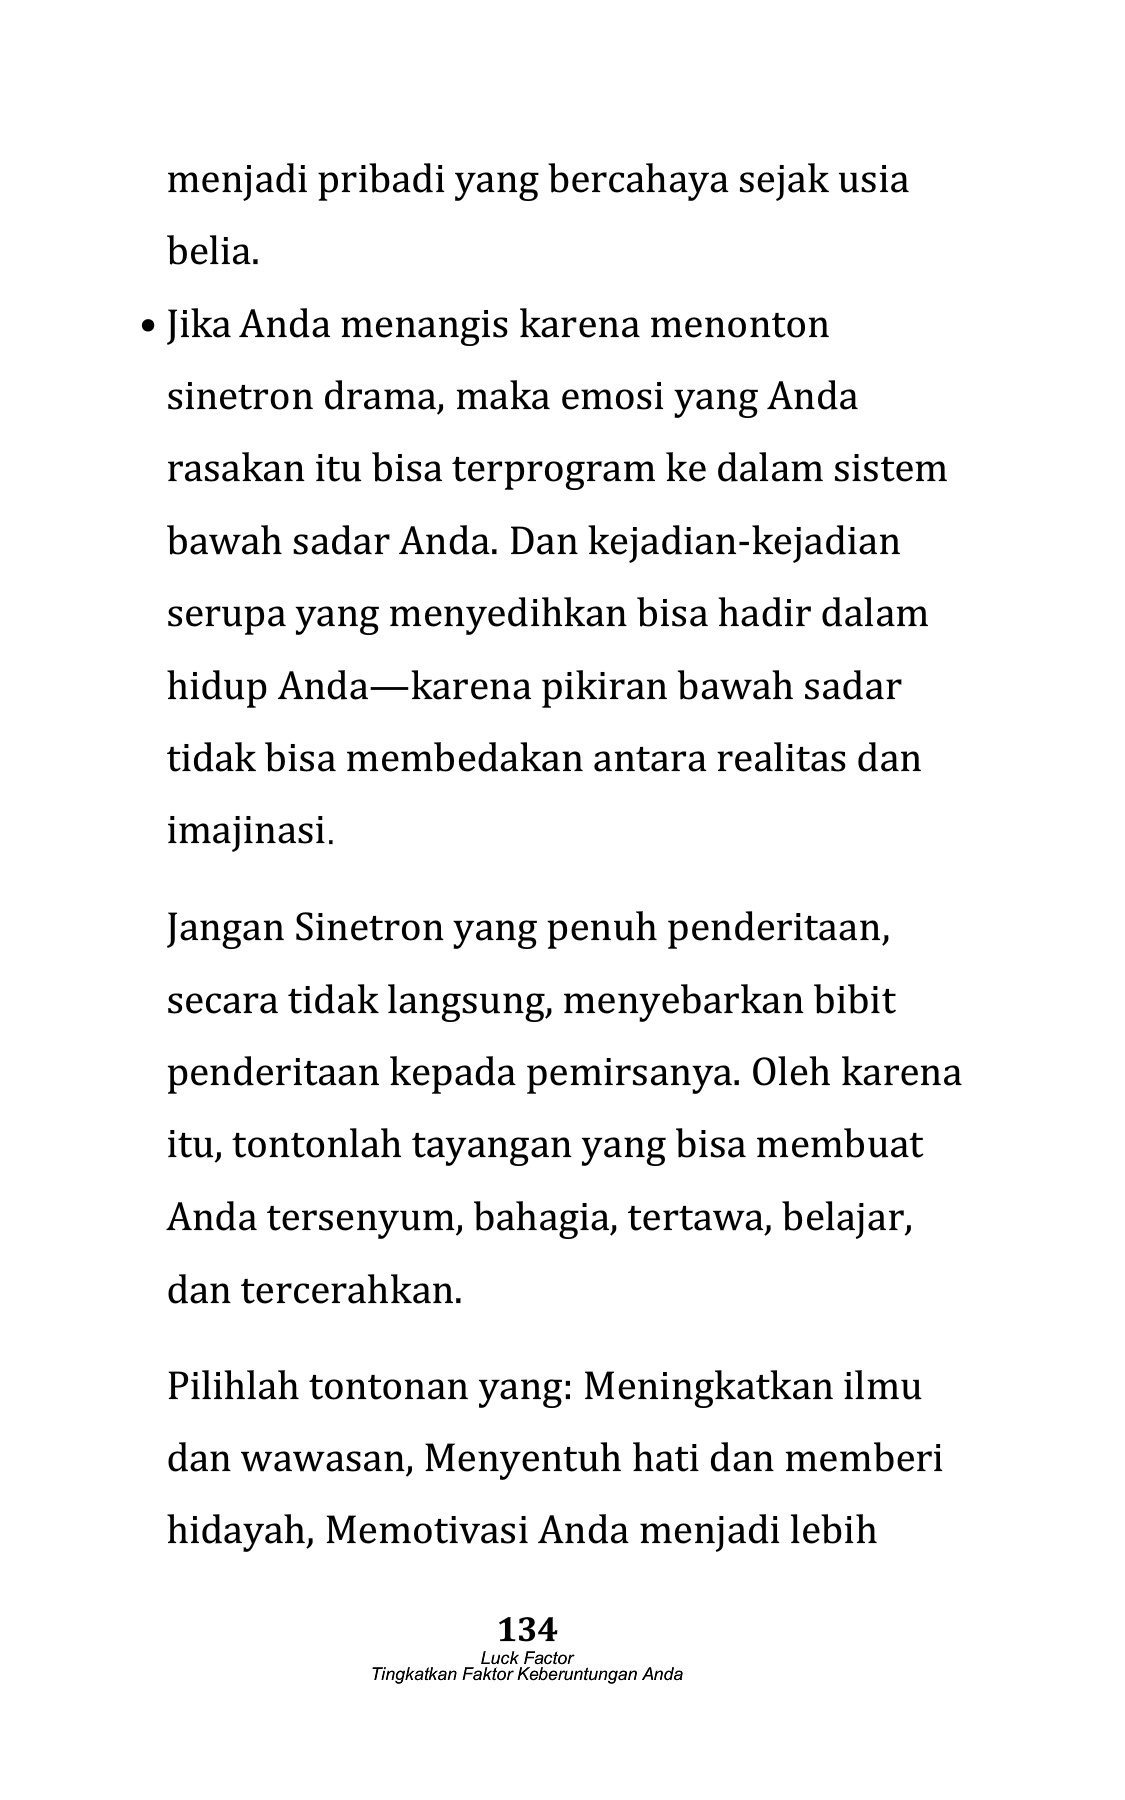 menjadi pribadi yang bercahaya sejak usia
belia.
• Jika Anda menangis karena menonton
sinetron drama, maka emosi yang Anda
rasakan itu bisa terprogram ke dalam sistem
bawah sadar Anda. Dan kejadian-kejadian
serupa yang menyedihkan bisa hadir dalam
hidup Anda—karena pikiran bawah sadar
tidak bisa membedakan antara realitas dan
imajinasi.
Jangan Sinetron yang penuh penderitaan,
secara tidak langsung, menyebarkan bibit
penderitaan kepada pemirsanya. Oleh karena
itu, tontonlah tayangan yang bisa membuat
Anda tersenyum, bahagia, tertawa, belajar,
dan tercerahkan.
Pilihlah tontonan yang: Meningkatkan ilmu
dan wawasan, Menyentuh hati dan memberi
hidayah, Memotivasi Anda menjadi lebih
134
Luck Factor
Tingkatkan Faktor Keberuntungan Anda